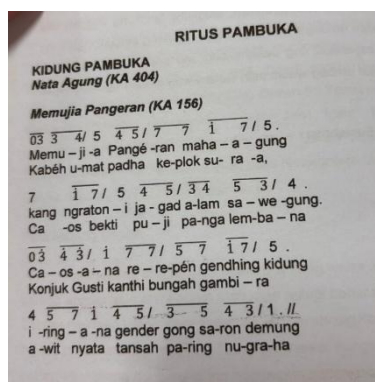 RITUS PAMBUKA
KIDUNG PAMBUKA
Nata Agung (KA 404)
Memujia Pangeran (KA 156)
03 3 4/ 5 4 5/ 7 7 1̇ 7/ 5 .
Memu – ji -a Pangé -ran maha – a – gung
Kabéh u-mat padha ke-plok su- ra -a,
7 1̇ 7/ 5 4 5/ 3 4 5 3/ 4 .
kang ngraton – i ja - gad a-lam sa – we -gung.
Ca -os bekti pu – ji pa-nga lem-ba – na
03 4 3/ 1̇ 7 7/ 5 7 1̇ 7/ 5 .
Ca – os -a – na re – re-pén gendhing kidung
Konjuk Gusti kanthi bungah gambi – ra
4 5 7 1̇ 4 5/ 3 5 4 3/ 1 . //
i -ring – a -na gender gong sa-ron demung
a -wit nyata tansah pa-ring nu-gra-ha